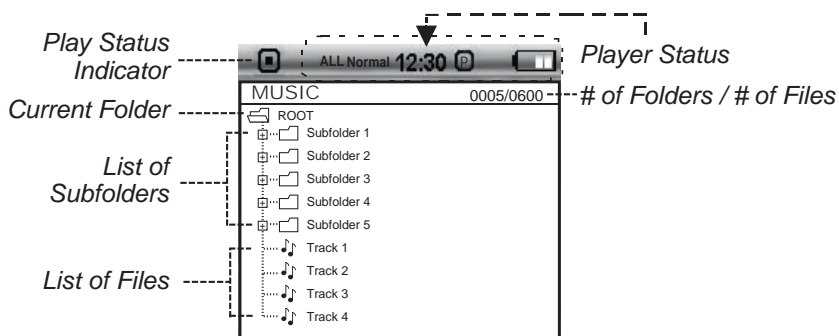 Play Status
Indicator
ALL Normal 12:30 P
Player Status
MUSIC
0005/0600
# of Folders / # of Files
Current Folder
ROOT
List of
Subfolders
Subfolder 1
Subfolder 2
Subfolder 3
Subfolder 4
Subfolder 5
List of Files
Track 1
Track 2
Track 3
Track 4